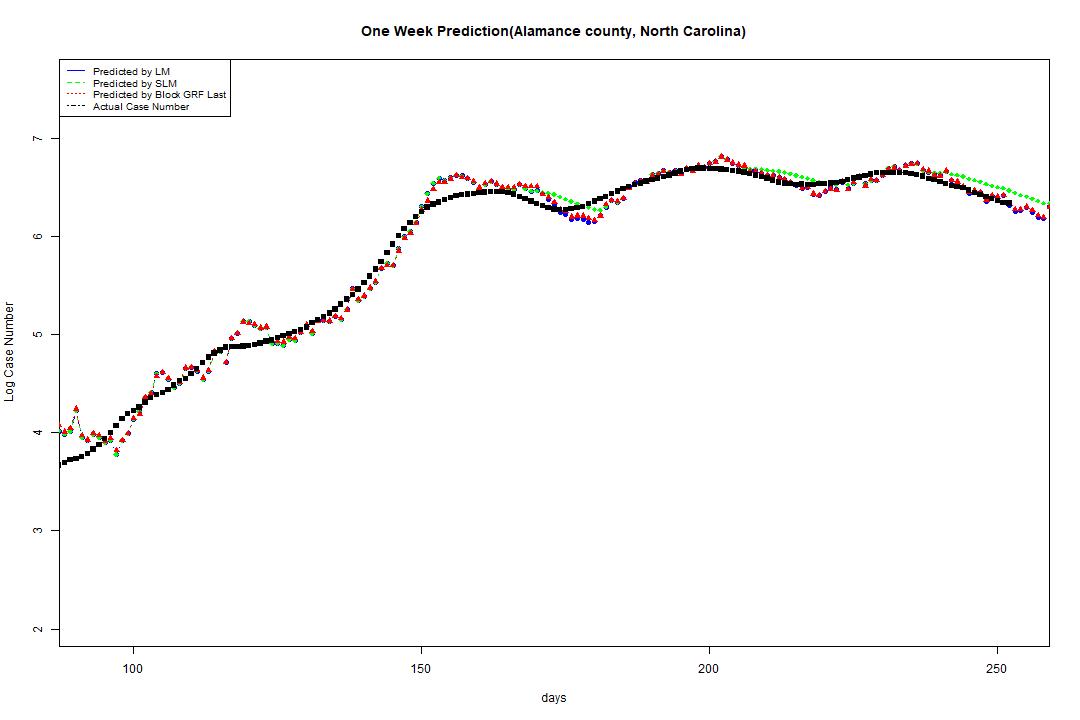 One Week Prediction(Alamance county, North Carolina)
Predicted by LM
Predicted by SLM
Predicted by Block GRF Last
Actual Case Number
7
6
5
4
3
2
Log Case Number
100 150 200 250
days